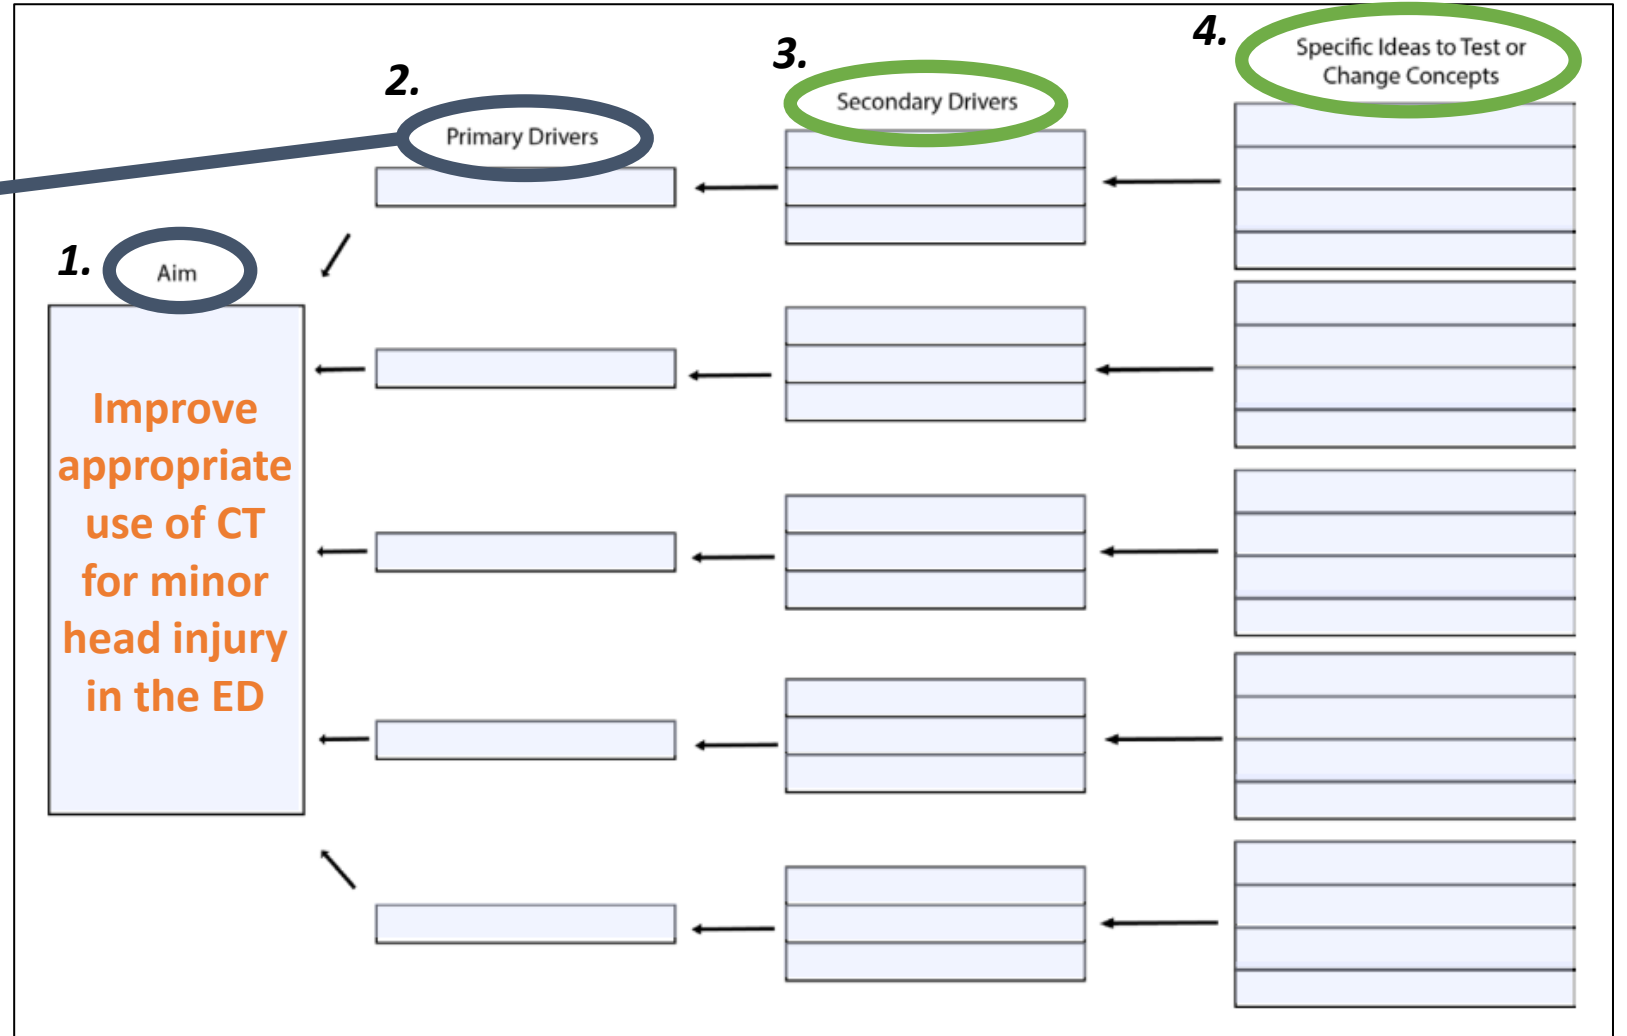 1.
Aim
Improve
appropriate
use of CT
for minor
head injury
in the ED
2.
Primary Drivers
3.
Secondary Drivers
4.
Specific Ideas to Test or
Change Concepts